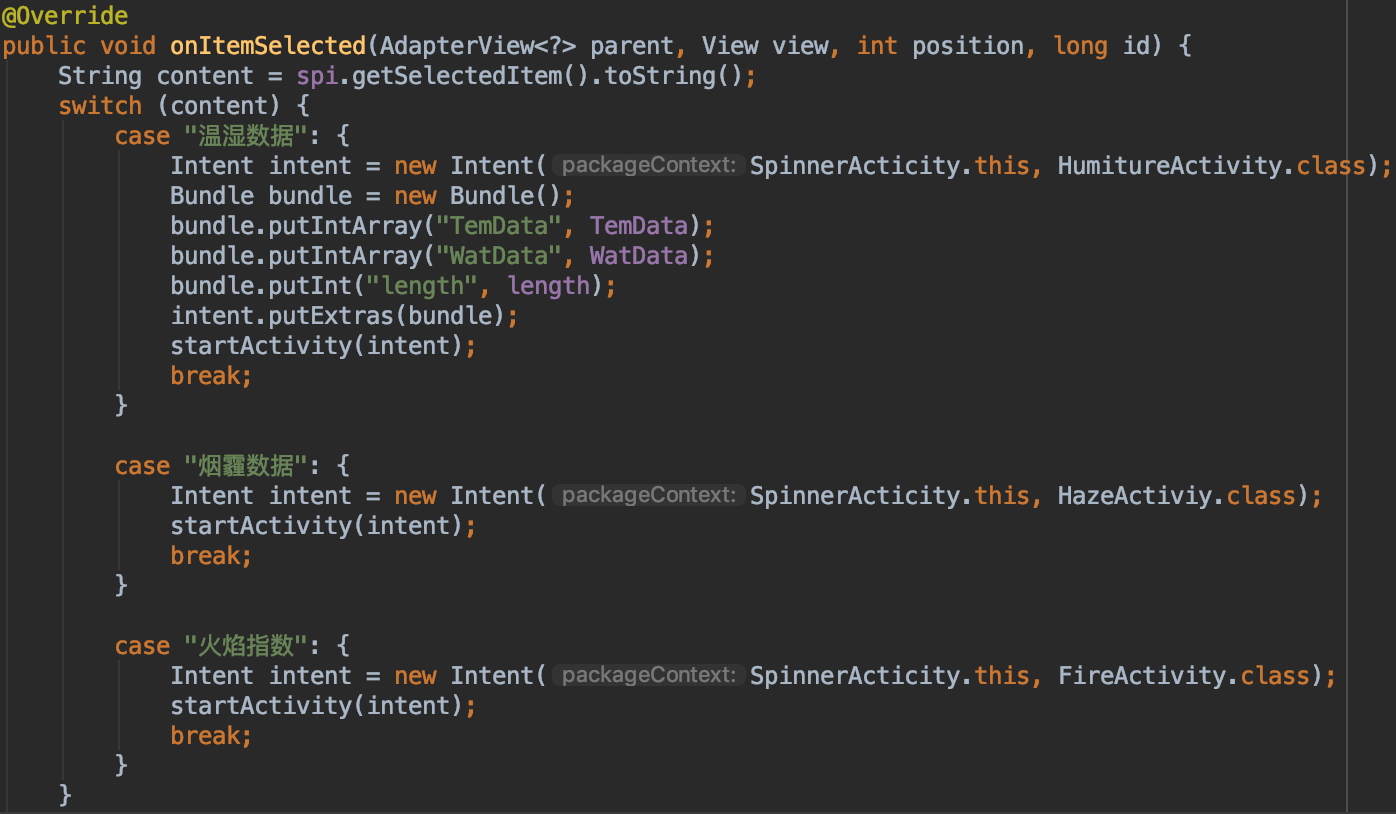 @Override
public void onItemSelected(AdapterView<?> parent, View view, int position, long id) {
    String content = spi.getSelectedItem().toString();
    switch (content) {
        case "温湿数据": {
            Intent intent = new Intent( packageContext: SpinnerActicity.this, HumitureActivity.class);
            Bundle bundle = new Bundle();
            bundle.putIntArray("TemData", TemData);
            bundle.putIntArray("WatData", WatData);
            bundle.putInt("length", length);
            intent.putExtras(bundle);
            startActivity(intent);
            break;
        }
        case "烟霾数据": {
            Intent intent = new Intent( packageContext: SpinnerActicity.this, HazeActiviy.class);
            startActivity(intent);
            break;
        }
        case "火焰指数": {
            Intent intent = new Intent( packageContext: SpinnerActicity.this, FireActivity.class);
            startActivity(intent);
            break;
        }
    }